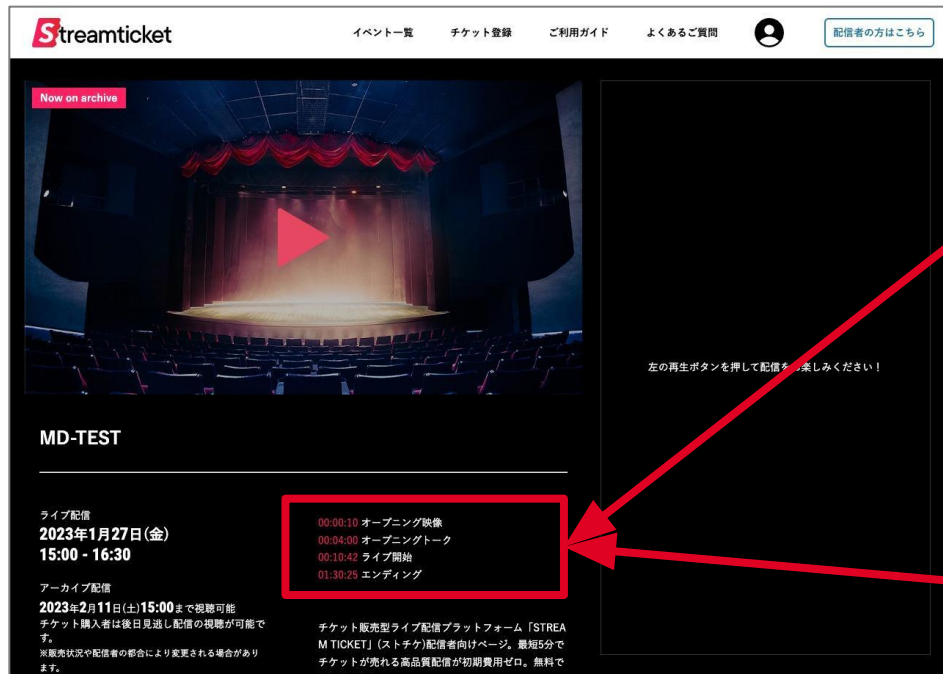 Streamticket
イベント一覧
チケット登録
ご利用ガイド
よくあるご質問
配信者の方はこちら
Now on archive
左の再生ボタンを押して配信を 楽しみください！
MD-TEST
ライブ配信
2023年1月27日(金)
15:00 - 16:30
アーカイブ配信
2023年2月11日(土)15:00まで視聴可能
チケット購入者は後日見逃し配信の視聴が可能で
す。
※販売状況や配信者の都合により変更される場合があり
ます。
00:00:10 オープニング映像
00:04:00 オープニングトーク
00:10:42 ライブ開始
01:30:25 エンディング
チケット販売型ライブ配信プラットフォーム「STREA
M TICKET」(ストチケ)配信者向けページ。最短5分で
チケットが売れる高品質配信が初期費用ゼロ。無料で